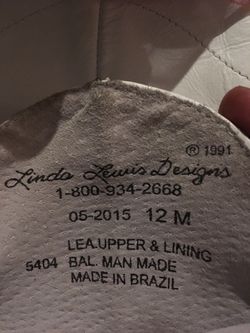 ® 1991
Linda Lewis Designs
1-800-934-2668
05-2015 12 M
LEA.UPPER & LINING
5404 BAL. MAN MADE
MADE IN BRAZIL